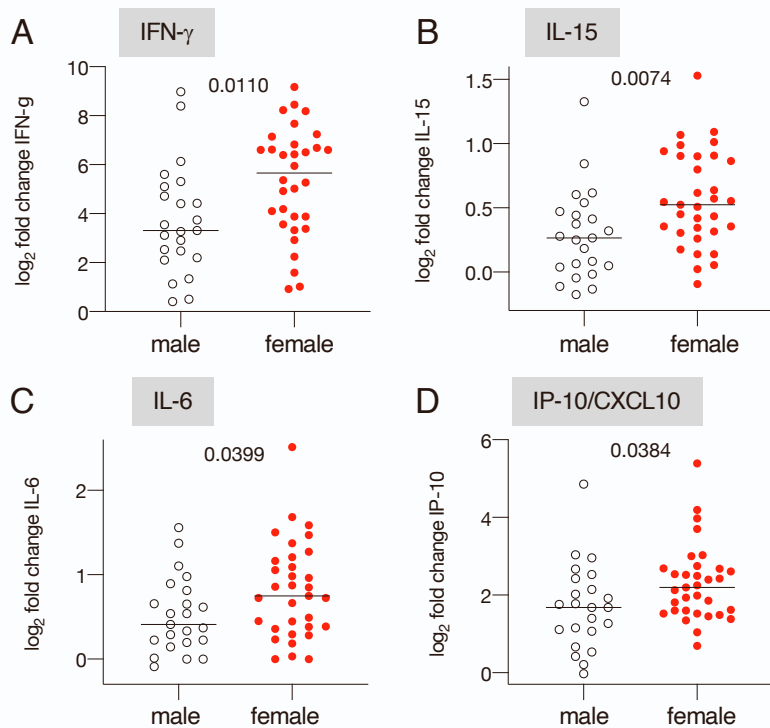 A
IFN-γ
log2 fold change IFN-g
10
8
6
4
2
0
0.0110
male
female
B
IL-15
log2 fold change IL-15
1.5
1.0
0.5
0.0
0.0074
male
female
C
IL-6
log2 fold change IL-6
2
1
0
0.0399
male
female
D
IP-10/CXCL10
log2 fold change IP-10
6
4
2
0
0.0384
male
female